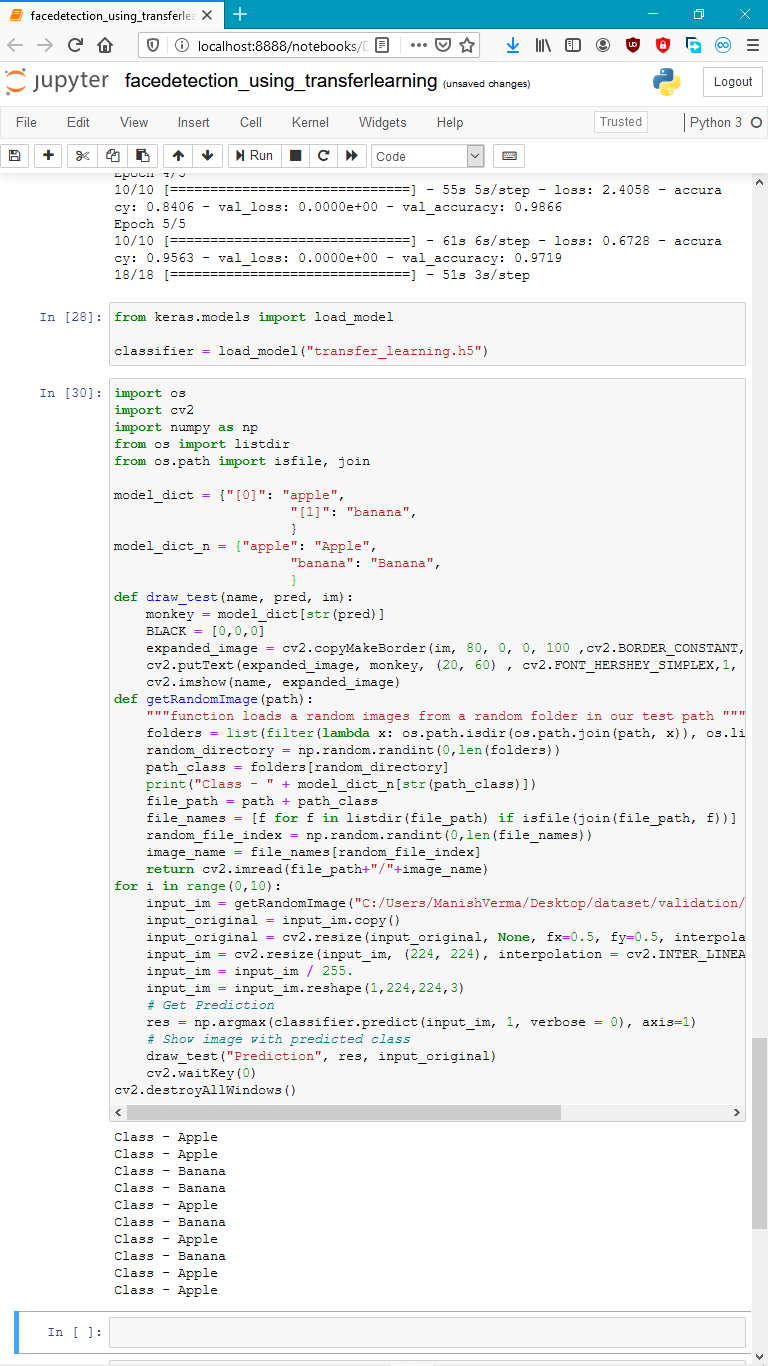 facedetection_using_transferlea
localhost:8888/notebooks/D
jupyter facedetection_using_transferlearning (unsaved changes)
Logout
File Edit View Insert Cell Kernel Widgets Help
Trusted
Python 3
Run
Code
Epoch 4/5
10/10 [==============================] - 55s 5s/step - loss: 2.4058 - accura
cy: 0.8406 - val_loss: 0.0000e+00 - val_accuracy: 0.9866
Epoch 5/5
10/10 [==============================] - 61s 6s/step - loss: 0.6728 - accura
cy: 0.9563 - val_loss: 0.0000e+00 - val_accuracy: 0.9719
18/18 [==============================] - 51s 3s/step
In [28]:
from keras.models import load_model
classifier = load_model("transfer_learning.h5")
In [30]:
import os
import cv2
import numpy as np
from os import listdir
from os.path import isfile, join
model_dict = {"[0]": "apple",
"[1]": "banana",
}
model_dict_n = {"apple": "Apple",
"banana": "Banana",
}
def draw_test(name, pred, im):
monkey = model_dict[str(pred)]
BLACK = [0,0,0]
expanded_image = cv2.copyMakeBorder(im, 80, 0, 0, 100 ,cv2.BORDER_CONSTANT,
cv2.putText(expanded_image, monkey, (20, 60) , cv2.FONT_HERSHEY_SIMPLEX,1,
cv2.imshow(name, expanded_image)
def getRandomImage(path):
"""function loads a random images from a random folder in our test path """
folders = list(filter(lambda x: os.path.isdir(os.path.join(path, x)), os.li
random_directory = np.random.randint(0,len(folders))
path_class = folders[random_directory]
print("Class - " + model_dict_n[str(path_class)])
file_path = path + path_class
file_names = [f for f in listdir(file_path) if isfile(join(file_path, f))]
random_file_index = np.random.randint(0,len(file_names))
image_name = file_names[random_file_index]
return cv2.imread(file_path+"/"+image_name)
for i in range(0,10):
input_im = getRandomImage("C:/Users/ManishVerma/Desktop/dataset/validation/
input_original = input_im.copy()
input_original = cv2.resize(input_original, None, fx=0.5, fy=0.5, interpola
input_im = cv2.resize(input_im, (224, 224), interpolation = cv2.INTER_LINEA
input_im = input_im / 255.
input_im = input_im.reshape(1,224,224,3)
# Get Prediction
res = np.argmax(classifier.predict(input_im, 1, verbose = 0), axis=1)
# Show image with predicted class
draw_test("Prediction", res, input_original)
cv2.waitKey(0)
cv2.destroyAllWindows()
Class - Apple
Class - Apple
Class - Banana
Class - Banana
Class - Apple
Class - Banana
Class - Apple
Class - Banana
Class - Apple
Class - Apple
In [ ]: